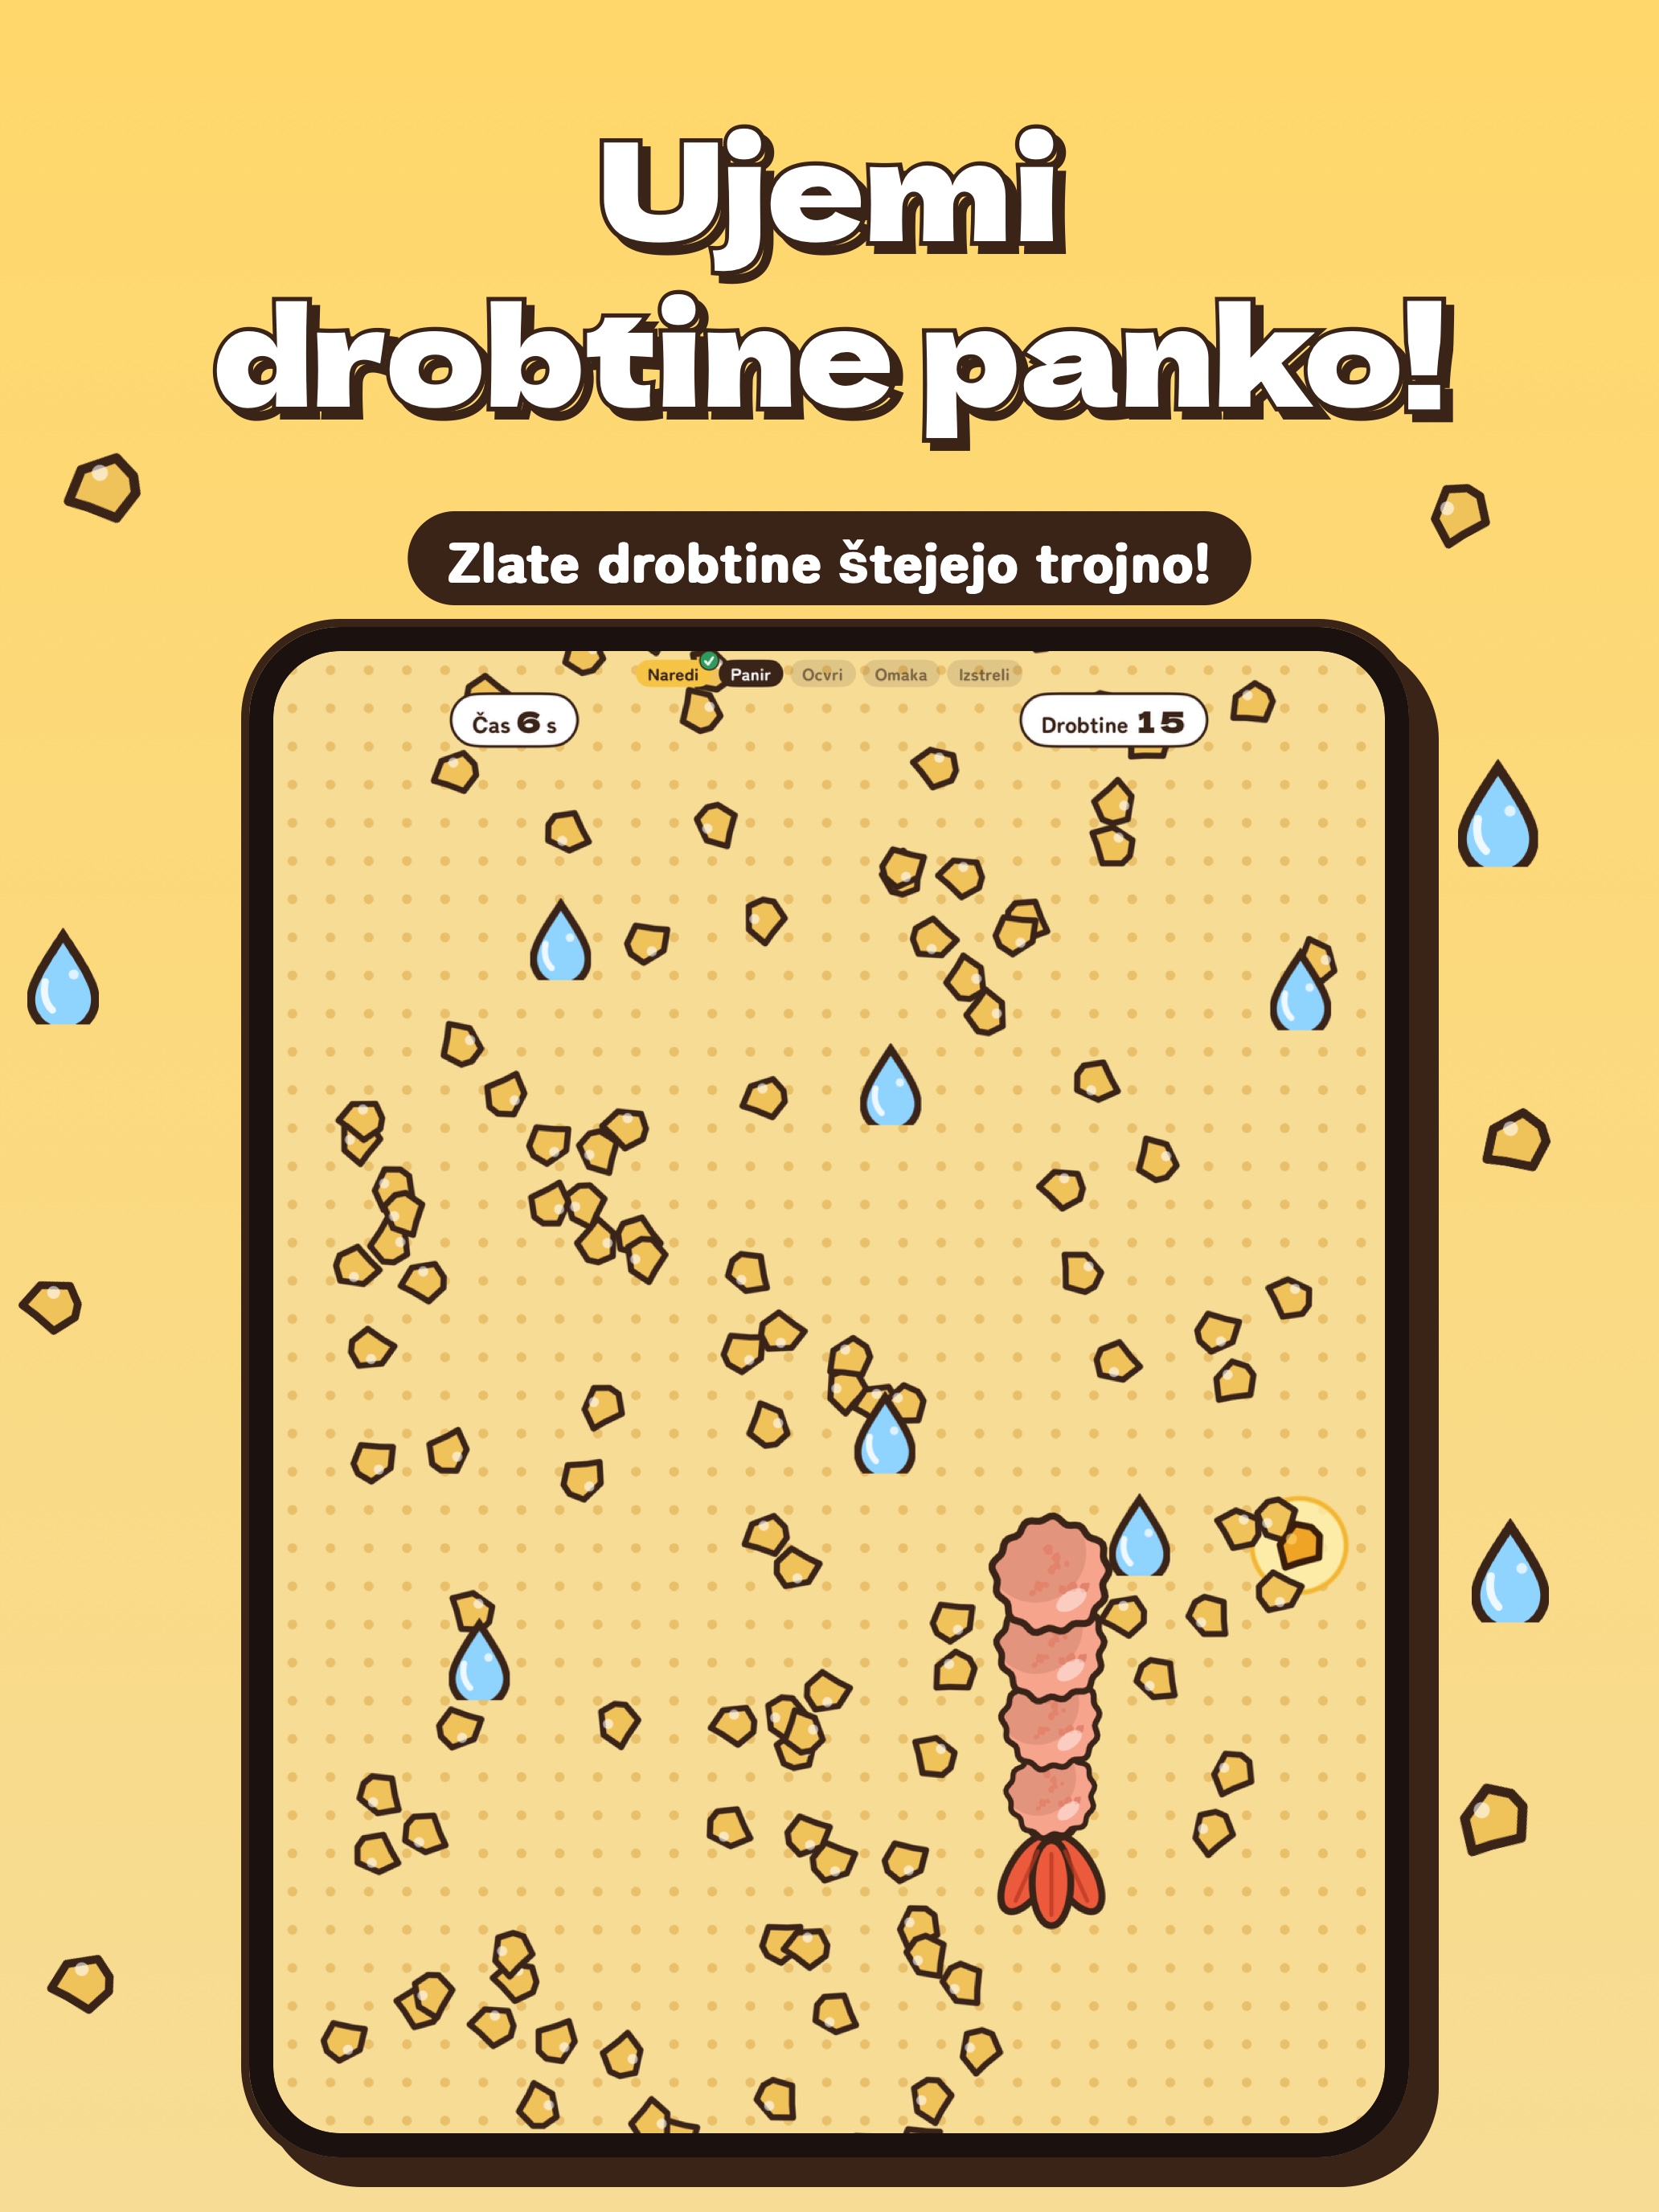 Ujemi
drobtine panko!
Zlate drobtine štejejo trojno!
Naredi Panir Ocvri Omaka Izstreli
Čas 6 s
Drobtine 15